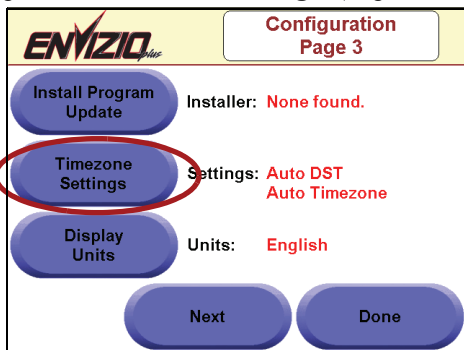 ENVIZIO plus
Configuration
Page 3
Install Program
Update
Installer: None found.
Timezone
Settings
Settings: Auto DST
Auto Timezone
Display
Units
Units: English
Next
Done